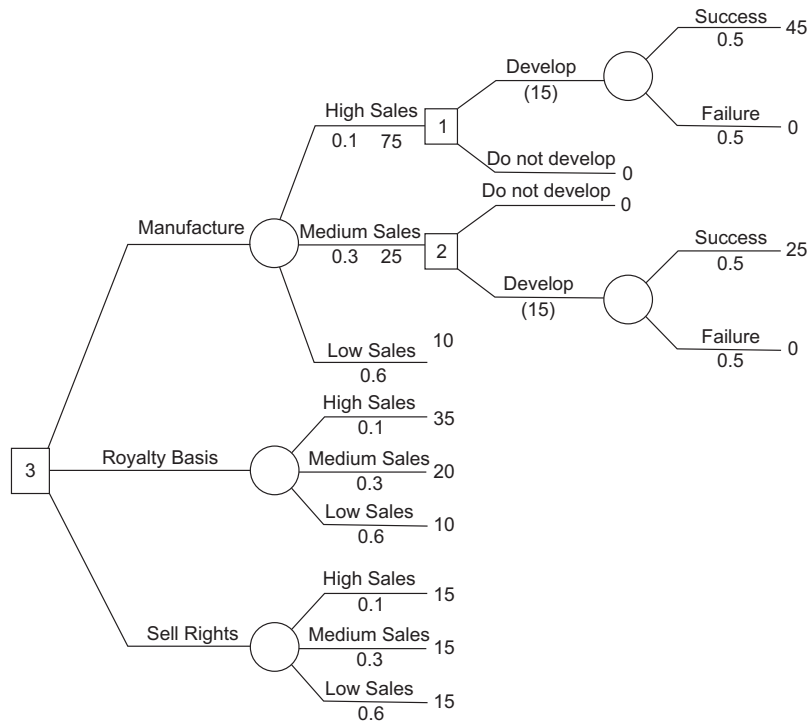 Success
45
0.5
Develop
(15)
Failure
0
0.5
High Sales
0.1 75
1
Do not develop
0
Do not develop
0
Manufacture
Medium Sales
0.3 25
2
Success
25
0.5
Develop
(15)
Failure
0
0.5
10
Low Sales
0.6
High Sales
35
0.1
3
Royalty Basis
Medium Sales
20
0.3
Low Sales
10
0.6
High Sales
15
0.1
Sell Rights
Medium Sales
15
0.3
Low Sales
15
0.6